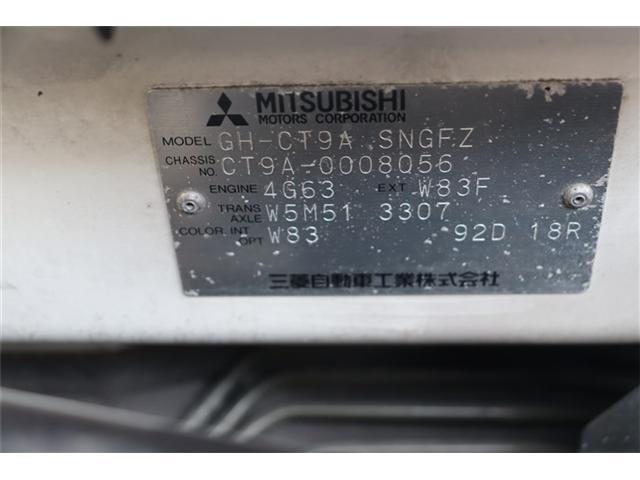 MITSUBISHI
MOTORS CORPORATION
MODEL GH-CT9A SNGFZ
CHASSIS NO. CT9A-0008056
ENGINE 4G63 EXT W83F
TRANS AXLE W5M51 3307
COLOR, INT OPT W83 92D 18R
三菱自動車工業株式会社